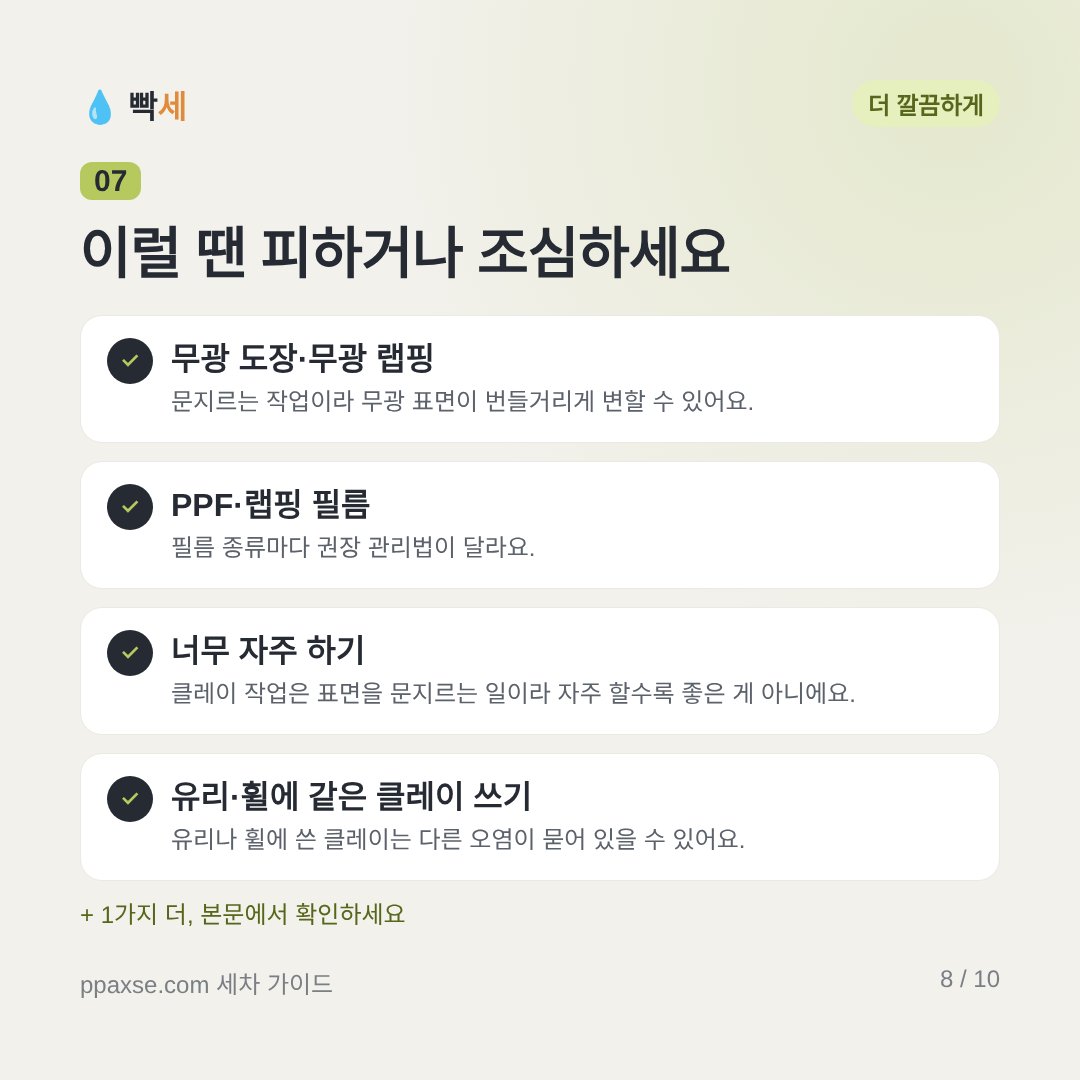 빡세
더 깔끔하게
07
이럴 땐 피하거나 조심하세요
무광 도장·무광 랩핑
문지르는 작업이라 무광 표면이 번들거리게 변할 수 있어요.
PPF·랩핑 필름
필름 종류마다 권장 관리법이 달라요.
너무 자주 하기
클레이 작업은 표면을 문지르는 일이라 자주 할수록 좋은 게 아니에요.
유리·휠에 같은 클레이 쓰기
유리나 휠에 쓴 클레이는 다른 오염이 묻어 있을 수 있어요.
+ 1가지 더, 본문에서 확인하세요
ppaxse.com 세차 가이드
8 / 10